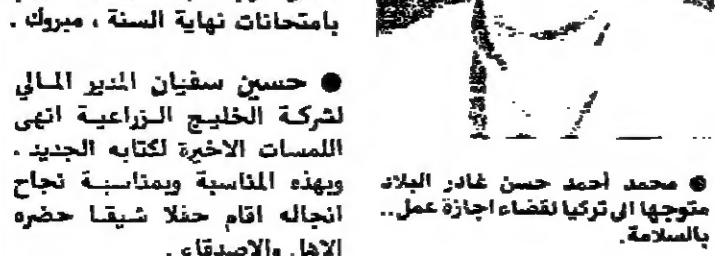 بامتحانات نهاية السنة ، مبروك .
● حسين سفيان المدير المالي
لشركة الخليج الزراعية انهى
اللمسات الاخيرة لكتابه الجديد .
وبهذه المناسبة وبمناسبة نجاح
انجاله اقام حفلا شيقا حضره
الاهل والاصدقاء .
● محمد أحمد حسن غادر البلاد
متوجها الى تركيا لقضاء اجازة عمل ..
بالسلامة .